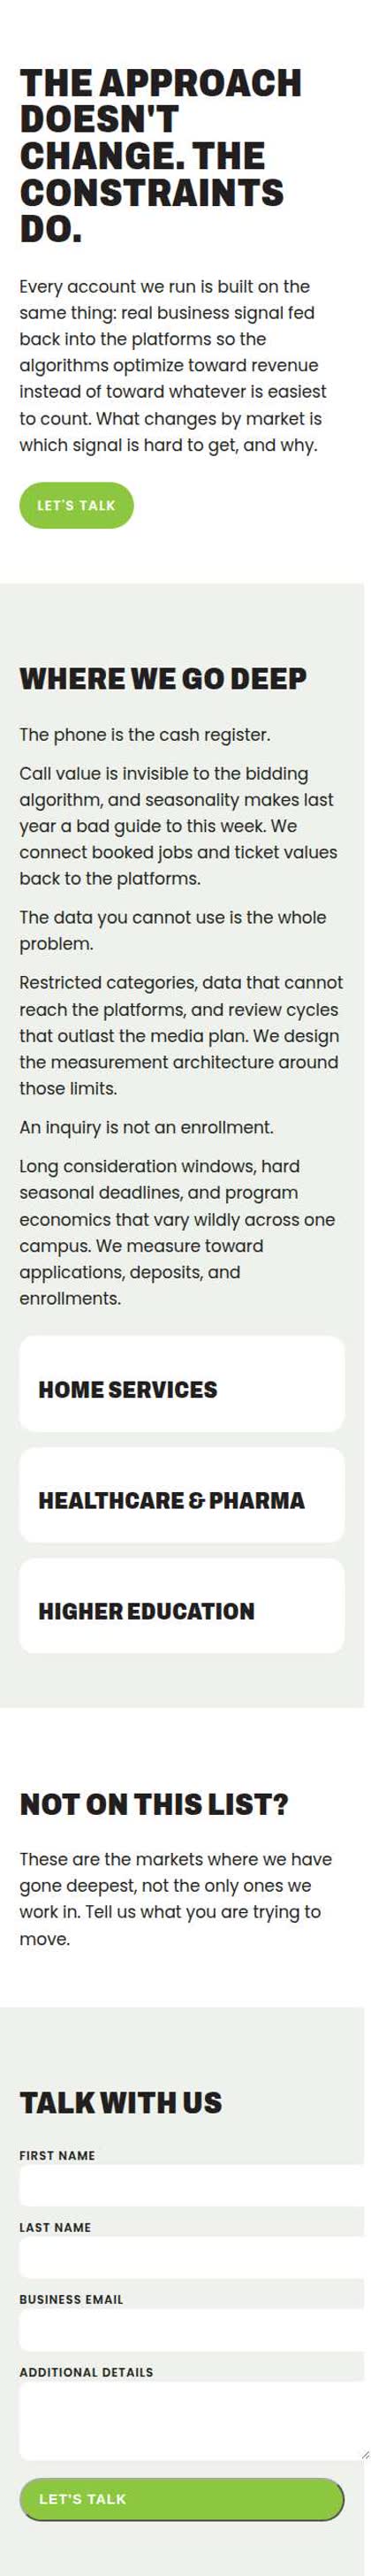 THE APPROACH
DOESN'T
CHANGE. THE
CONSTRAINTS
DO.
Every account we run is built on the
same thing: real business signal fed
back into the platforms so the
algorithms optimize toward revenue
instead of toward whatever is easiest
to count. What changes by market is
which signal is hard to get, and why.
LET'S TALK
WHERE WE GO DEEP
The phone is the cash register.
Call value is invisible to the bidding
algorithm, and seasonality makes last
year a bad guide to this week. We
connect booked jobs and ticket values
back to the platforms.
The data you cannot use is the whole
problem.
Restricted categories, data that cannot
reach the platforms, and review cycles
that outlast the media plan. We design
the measurement architecture around
those limits.
An inquiry is not an enrollment.
Long consideration windows, hard
seasonal deadlines, and program
economics that vary wildly across one
campus. We measure toward
applications, deposits, and
enrollments.
HOME SERVICES
HEALTHCARE & PHARMA
HIGHER EDUCATION
NOT ON THIS LIST?
These are the markets where we have
gone deepest, not the only ones we
work in. Tell us what you are trying to
move.
TALK WITH US
FIRST NAME
LAST NAME
BUSINESS EMAIL
ADDITIONAL DETAILS
LET'S TALK